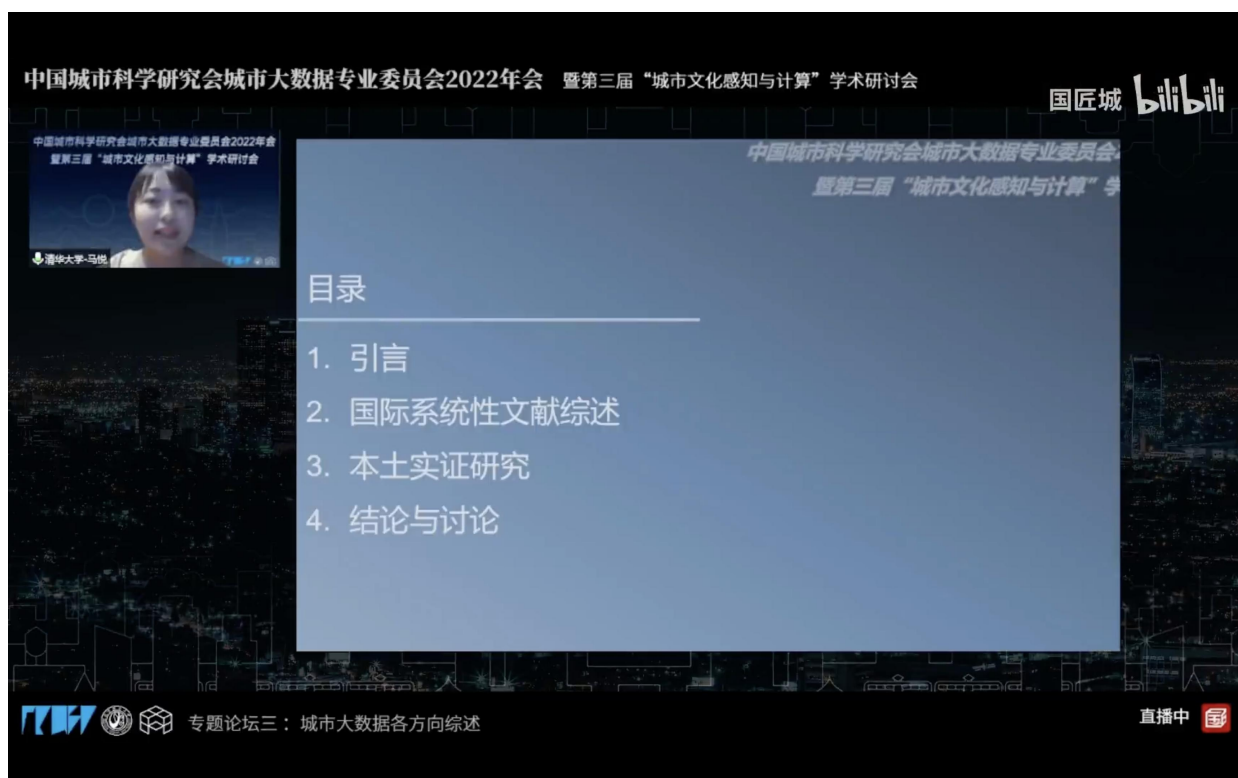 中国城市科学研究会城市大数据专业委员会2022年会 暨第三届“城市文化感知与计算”学术研讨会
国匠城 bilibili
中国城市科学研究会城市大数据专业委员会2022年会
暨第三届“城市文化感知与计算”学术研讨会
清华大学-马悦
中国城市科学研究会城市大数据专业委员会
暨第三届“城市文化感知与计算”学
目录
1. 引言
2. 国际系统性文献综述
3. 本土实证研究
4. 结论与讨论
专题论坛三：城市大数据各方向综述
直播中